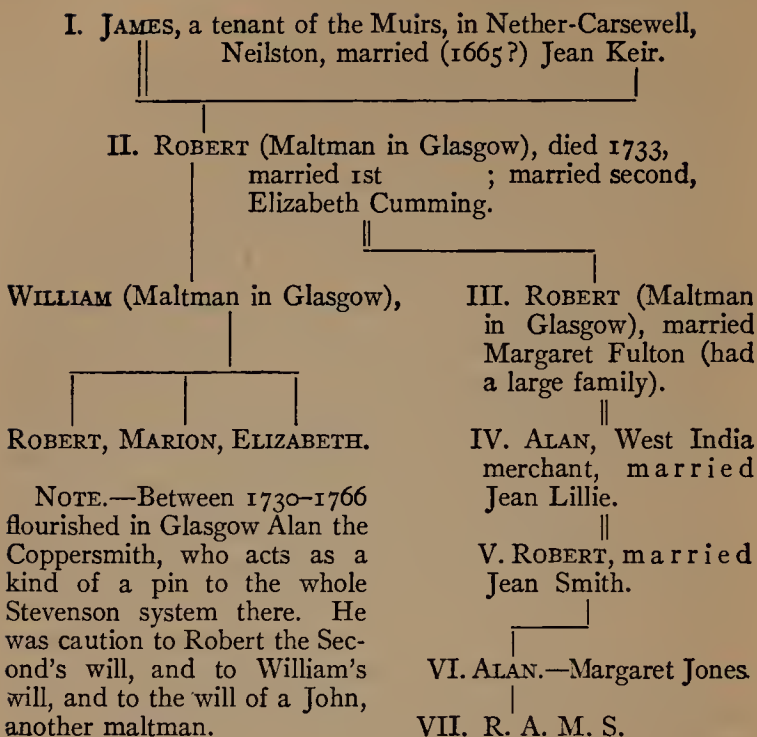 I. JAMES, a tenant of the Muirs, in Nether-Carsewell,
Neilston, married (1665?) Jean Keir.
II. ROBERT (Maltman in Glasgow), died 1733,
married 1st ; married second,
Elizabeth Cumming.
WILLIAM (Maltman in Glasgow),
ROBERT, MARION, ELIZABETH.
NOTE.—Between 1730–1766
flourished in Glasgow Alan the
Coppersmith, who acts as a
kind of a pin to the whole
Stevenson system there. He
was caution to Robert the Sec-
ond's will, and to William's
will, and to the will of a John,
another maltman.
III. ROBERT (Maltman
in Glasgow), married
Margaret Fulton (had
a large family).
IV. ALAN, West India
merchant, married
Jean Lillie.
V. ROBERT, married
Jean Smith.
VI. ALAN.—Margaret Jones.
VII. R. A. M. S.